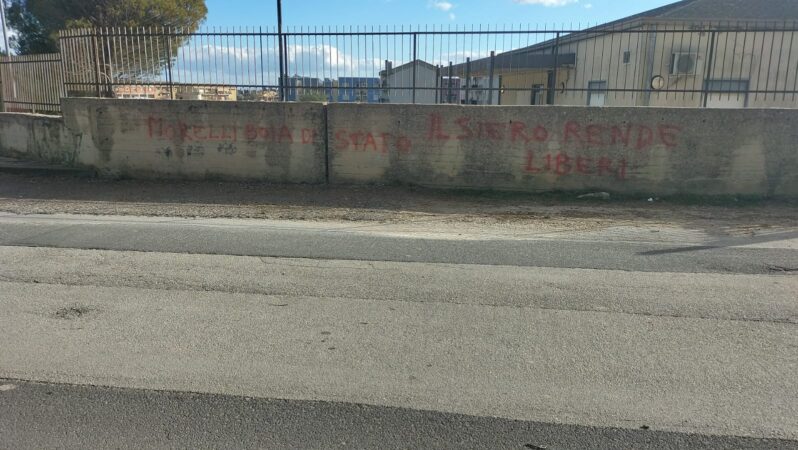 MORELLI BOIA DI STATO IL SIERO RENDE
LIBERI